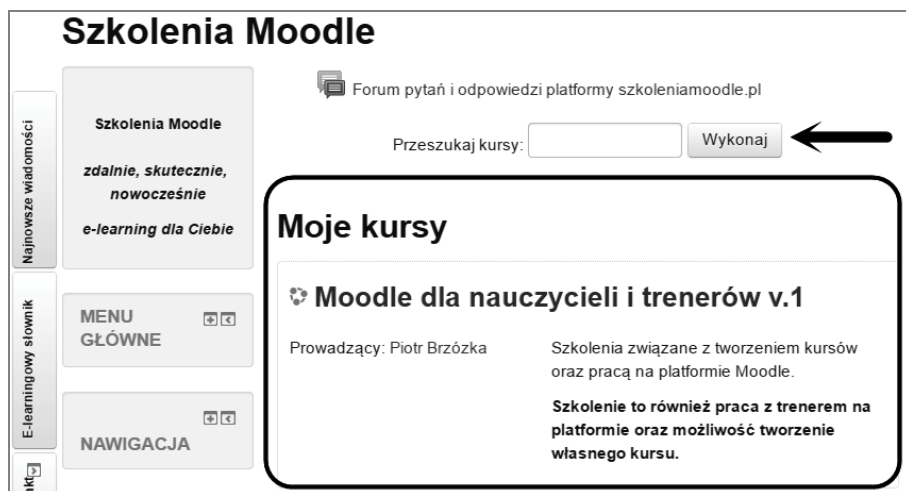 Szkolenia Moodle
Najnowsze wiadomości
E-learningowy słownik
Szkolenia Moodle
zdalnie, skutecznie,
nowocześnie
e-learning dla Ciebie
MENU
GŁÓWNE
NAWIGACJA
Forum pytań i odpowiedzi platformy szkoleniamoodle.pl
Przeszukaj kursy:
Wykonaj
Moje kursy
Moodle dla nauczycieli i trenerów v.1
Prowadzący: Piotr Brzózka
Szkolenia związane z tworzeniem kursów
oraz pracą na platformie Moodle.
Szkolenie to również praca z trenerem na
platformie oraz możliwość tworzenie
własnego kursu.